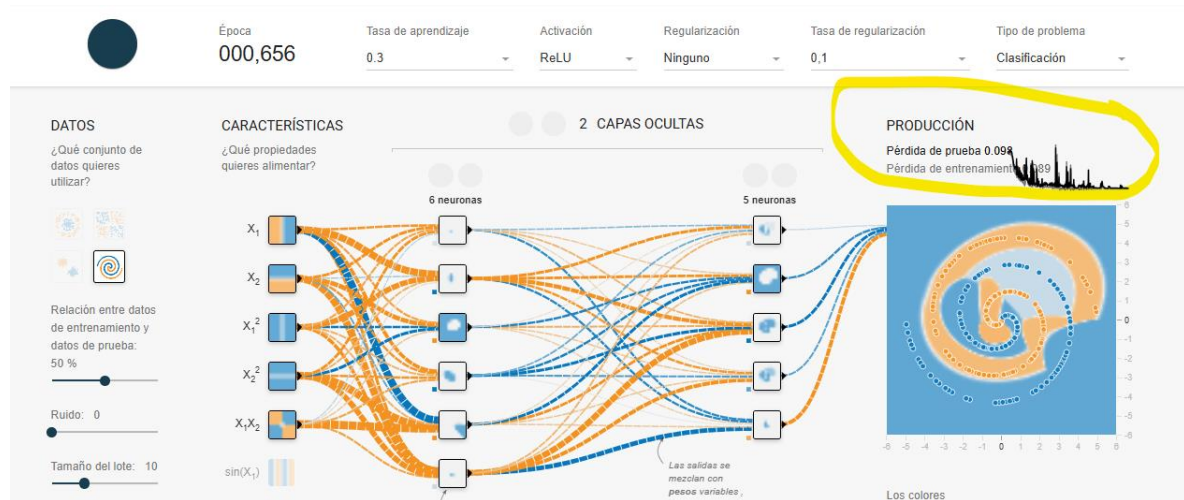 Época
000,656
Tasa de aprendizaje
0.3
Activación
ReLU
Regularización
Ninguno
Tasa de regularización
0,1
Tipo de problema
Clasificación
DATOS
¿Qué conjunto de
datos quieres
utilizar?
Relación entre datos
de entrenamiento y
datos de prueba:
50 %
Ruido: 0
Tamaño del lote: 10
CARACTERÍSTICAS
¿Qué propiedades
quieres alimentar?
X₁
X₂
X₁²
X₂²
X₁X₂
sin(X₁)
2 CAPAS OCULTAS
6 neuronas
5 neuronas
Las salidas se
mezclan con
pesos variables ,
PRODUCCIÓN
Pérdida de prueba 0.098
Pérdida de entrenamiento
6
5
4
3
2
1
0
-1
-2
-3
-4
-5
-6
-6 -5 -4 -3 -2 -1 0 1 2 3 4 5 6
Los colores